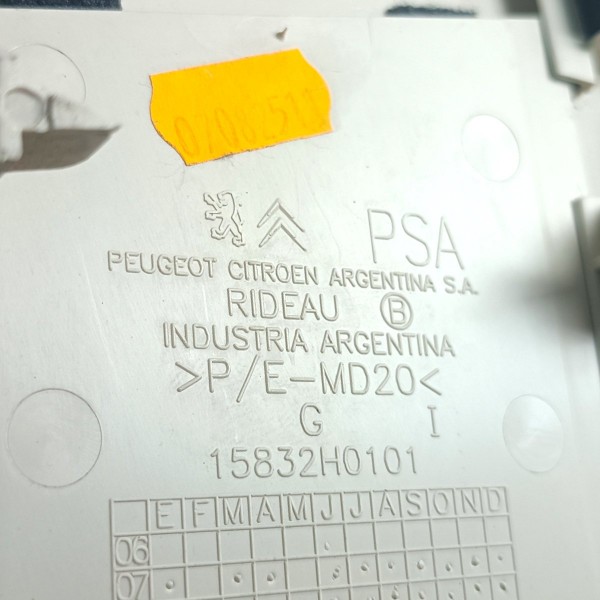 PSA
PEUGEOT CITROEN ARGENTINA S.A.
RIDEAU B
INDUSTRIA ARGENTINA
>P/E-MD20<
G I
15832H0101
E F M A M J J A S O N D
06
07